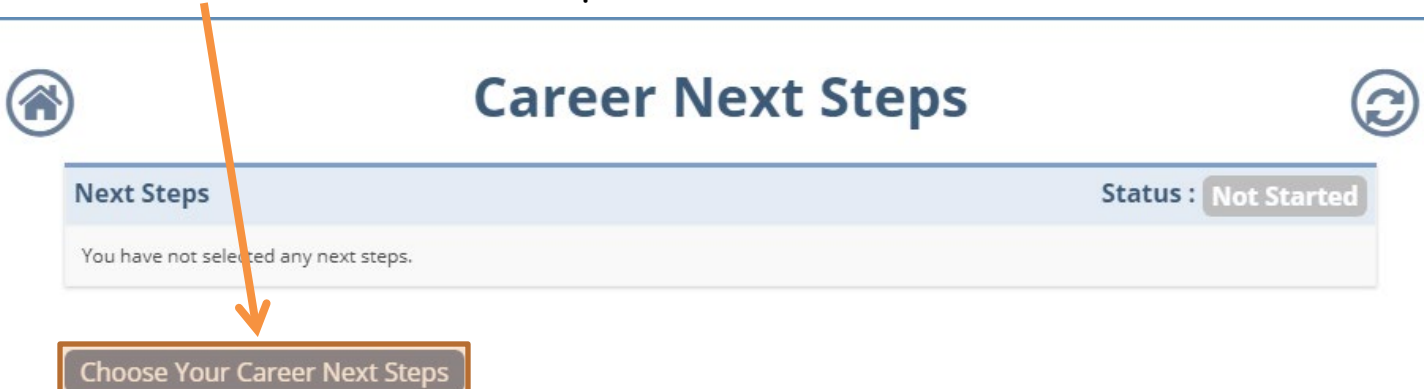 Career Next Steps
Next Steps
Status : Not Started
You have not selected any next steps.
Choose Your Career Next Steps